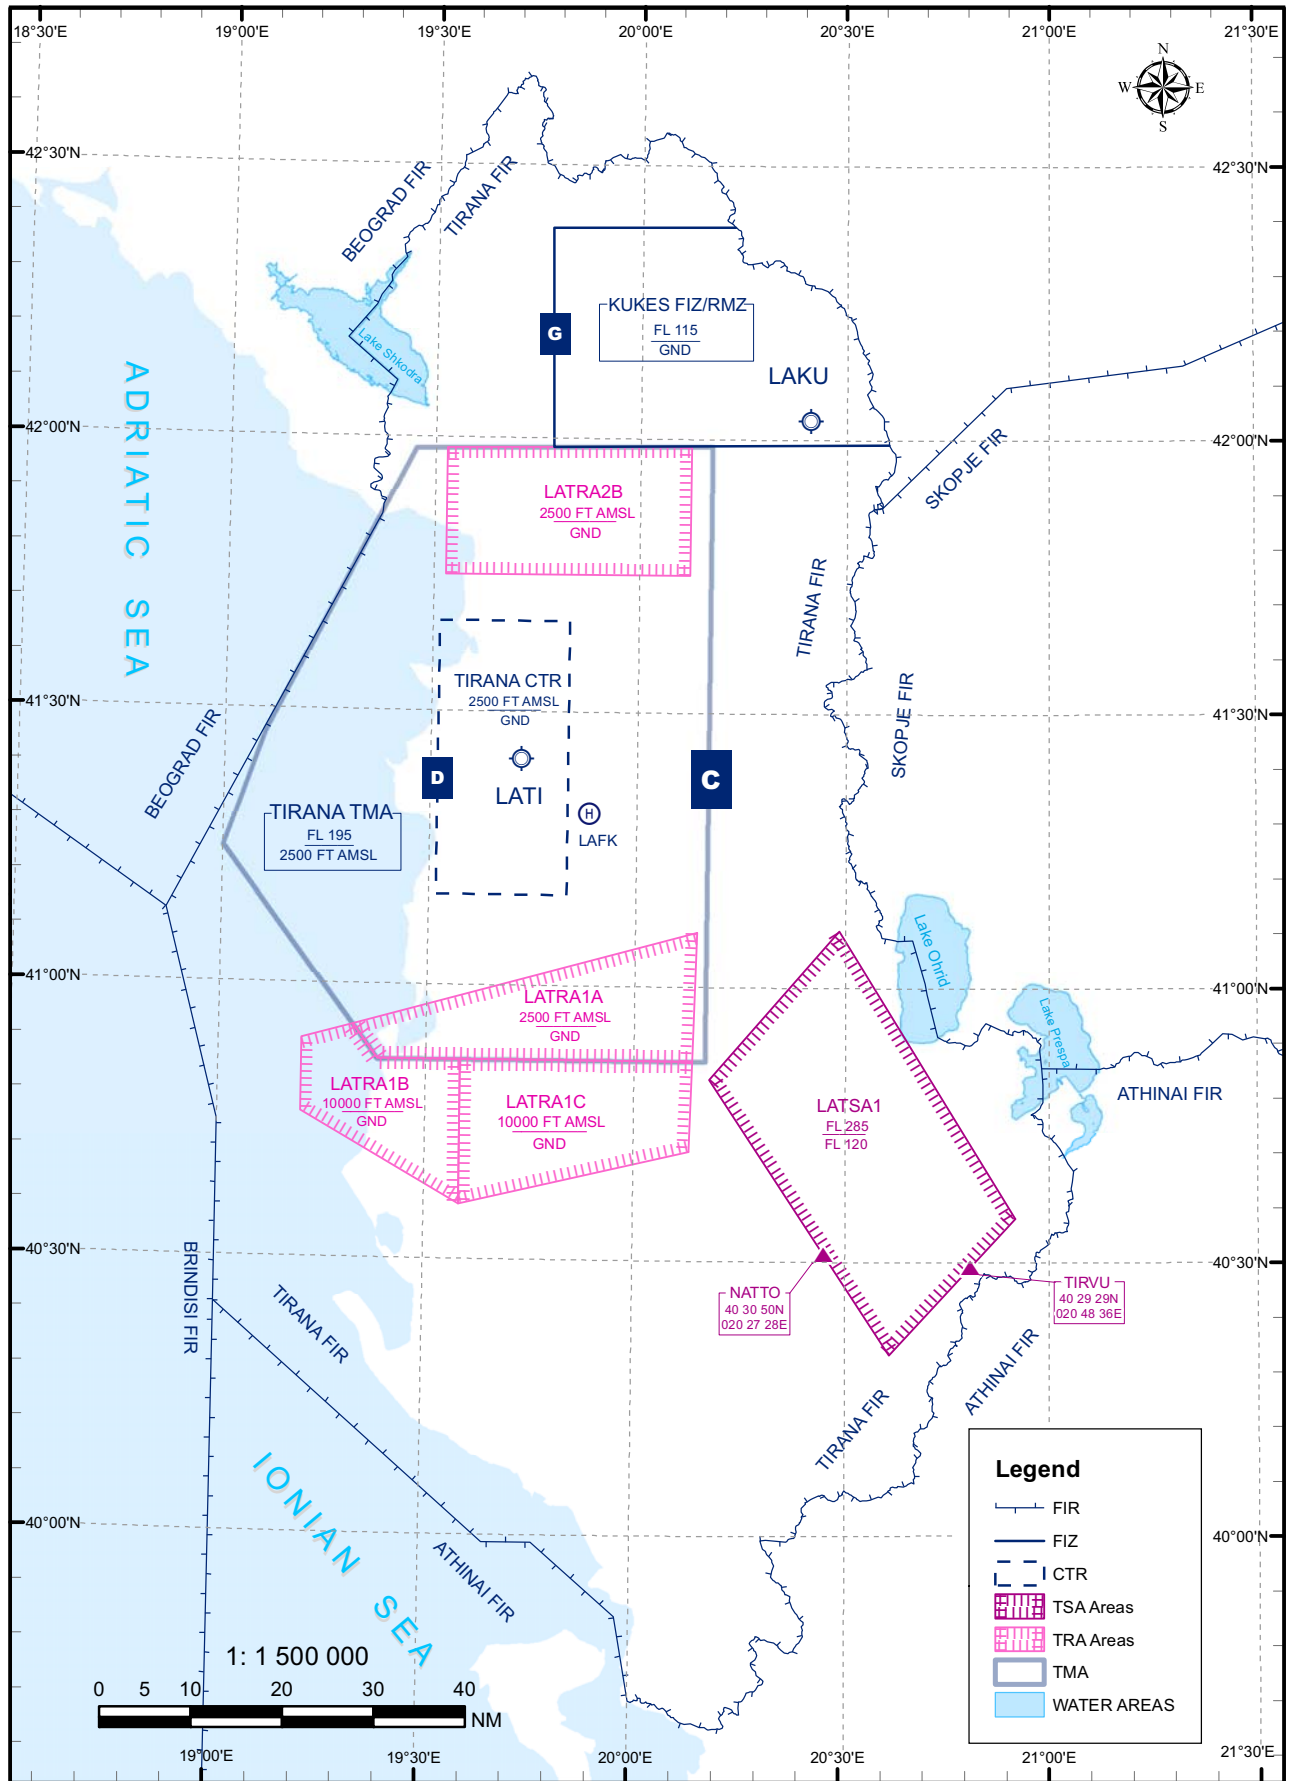 18°30'E 19°00'E 19°30'E 20°00'E 20°30'E 21°00'E 21°30'E
N
W E
S
42°30'N 42°30'N
BEOGRAD FIR
TIRANA FIR
KUKES FIZ/RMZ
FL 115
GND
G
Lake Shkodra
LAKU
ADRIATIC SEA
42°00'N 42°00'N
SKOPJE FIR
LATRA2B
2500 FT AMSL
GND
TIRANA FIR
TIRANA CTR
2500 FT AMSL
GND
SKOPJE FIR
41°30'N 41°30'N
BEOGRAD FIR
D
C
LATI
TIRANA TMA
FL 195
2500 FT AMSL
H
LAFK
Lake Ohrid
41°00'N 41°00'N
LATRA1A
2500 FT AMSL
GND
Lake Prespa
LATRA1B
10000 FT AMSL
GND
LATRA1C
10000 FT AMSL
GND
LATSA1
FL 285
FL 120
ATHINAI FIR
40°30'N 40°30'N
BRINDISI FIR
TIRANA FIR
NATTO
40 30 50N
020 27 28E
TIRVU
40 29 29N
020 48 36E
ATHINAI FIR
TIRANA FIR
IONIAN SEA
40°00'N 40°00'N
ATHINAI FIR
Legend
FIR
FIZ
CTR
TSA Areas
TRA Areas
TMA
WATER AREAS
1: 1 500 000
0 5 10 20 30 40
NM
19°00'E 19°30'E 20°00'E 20°30'E 21°00'E 21°30'E